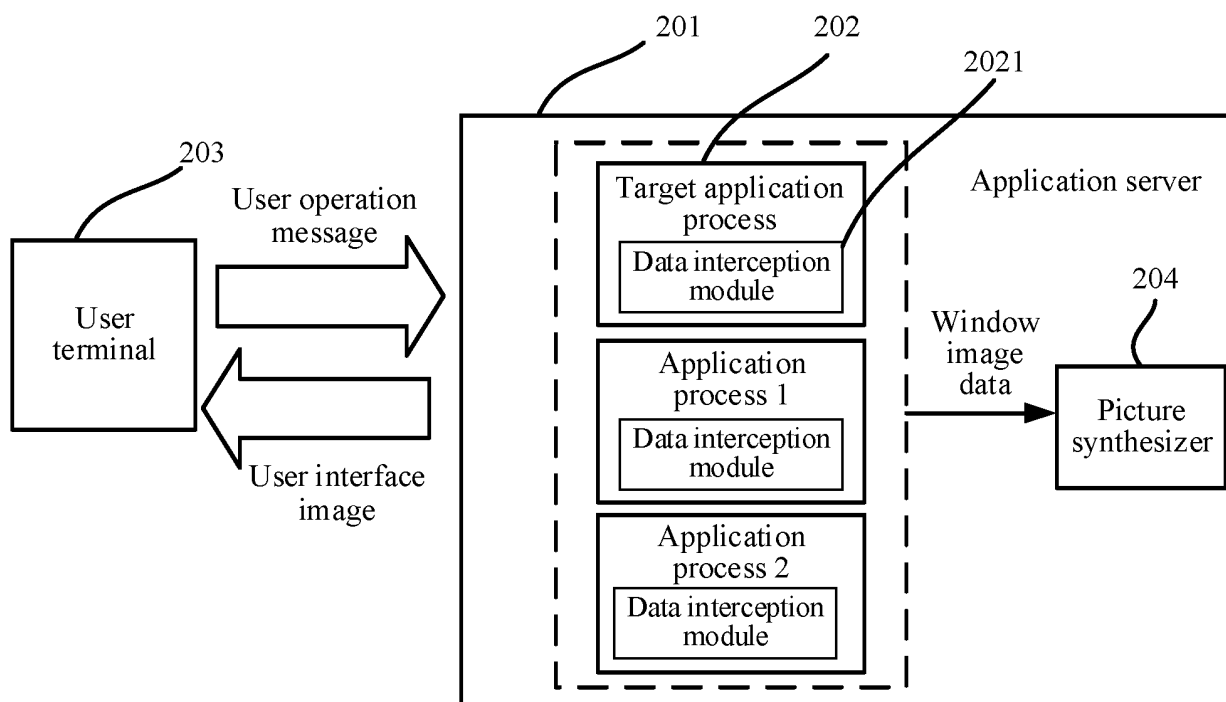 201
202
2021
203
User operation
message
User
terminal
User interface
image
Target application
process
Data interception
module
Application server
Application
process 1
Data interception
module
Application
process 2
Data interception
module
Window
image
data
204
Picture
synthesizer